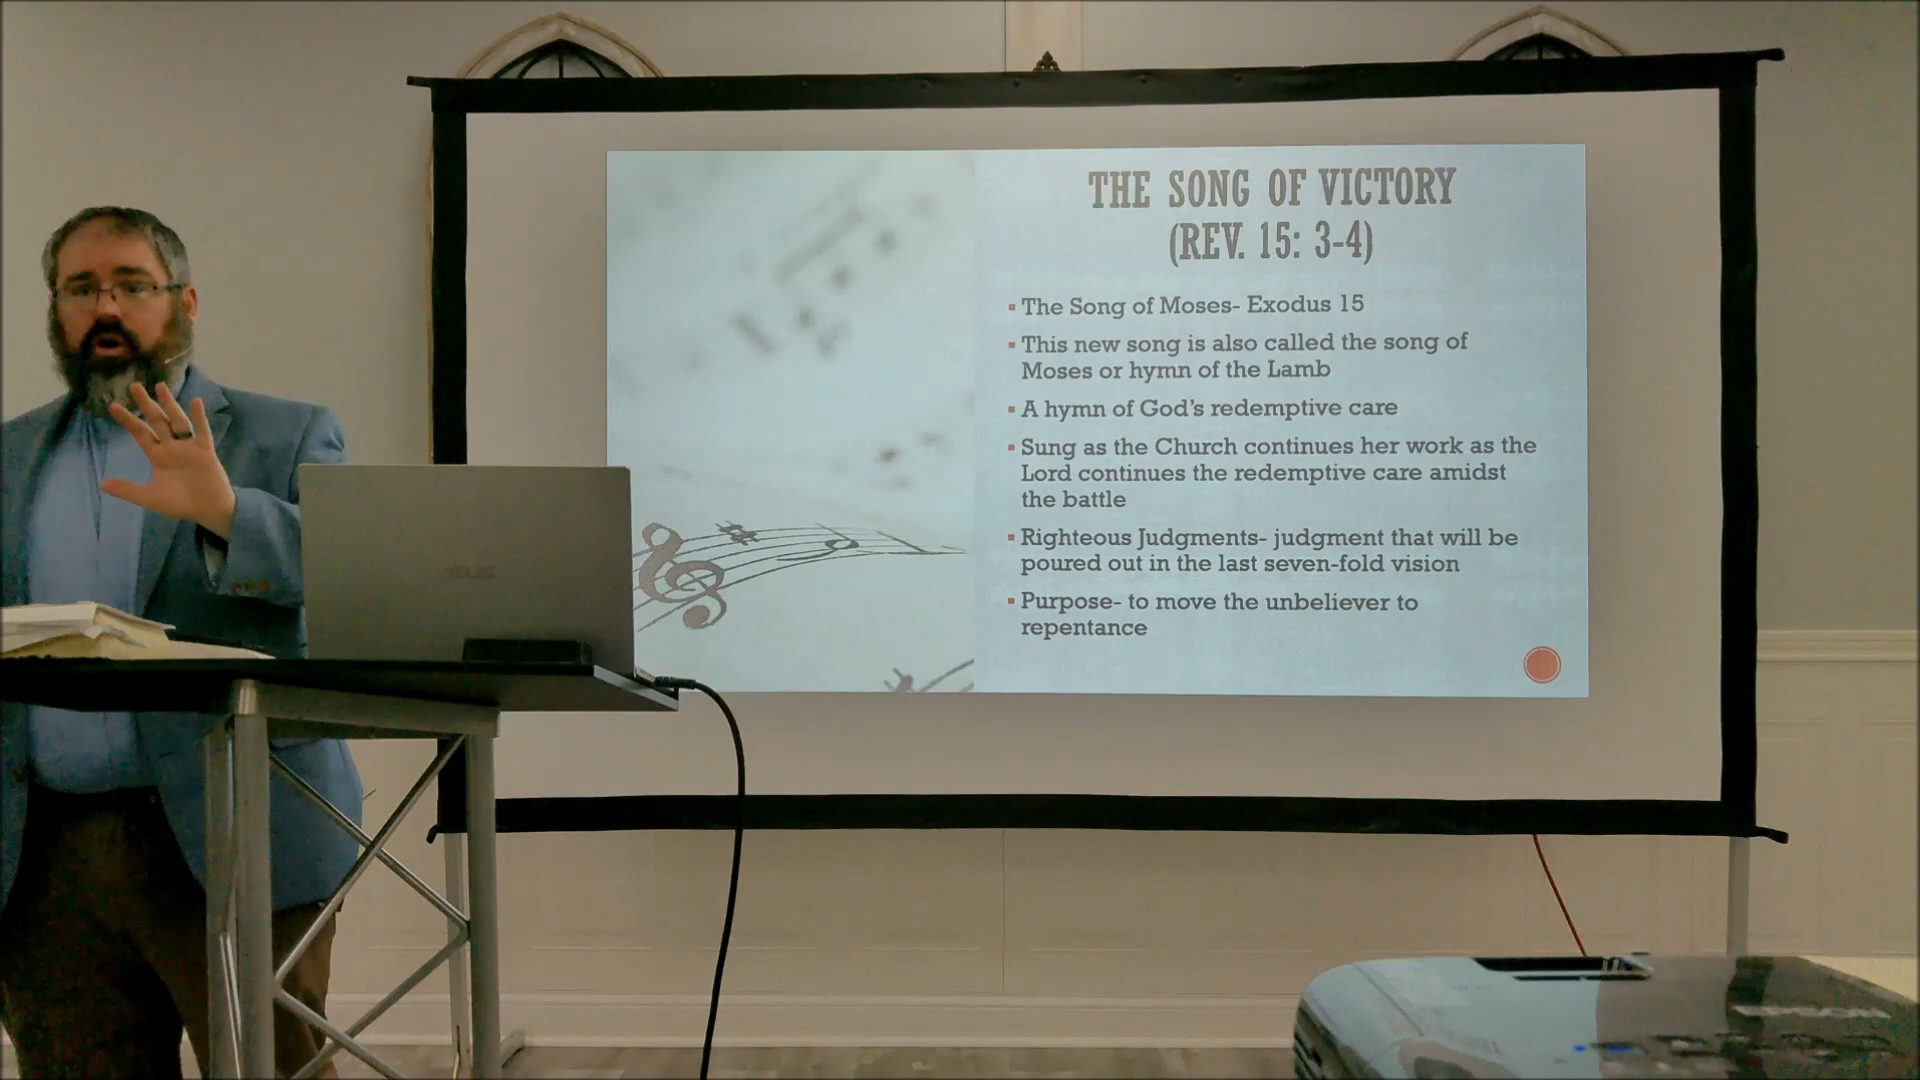 THE SONG OF VICTORY
(REV. 15: 3-4)
▪ The Song of Moses- Exodus 15
▪ This new song is also called the song of
Moses or hymn of the Lamb
▪ A hymn of God's redemptive care
▪ Sung as the Church continues her work as the
Lord continues the redemptive care amidst
the battle
▪ Righteous Judgments- judgment that will be
poured out in the last seven-fold vision
▪ Purpose- to move the unbeliever to
repentance